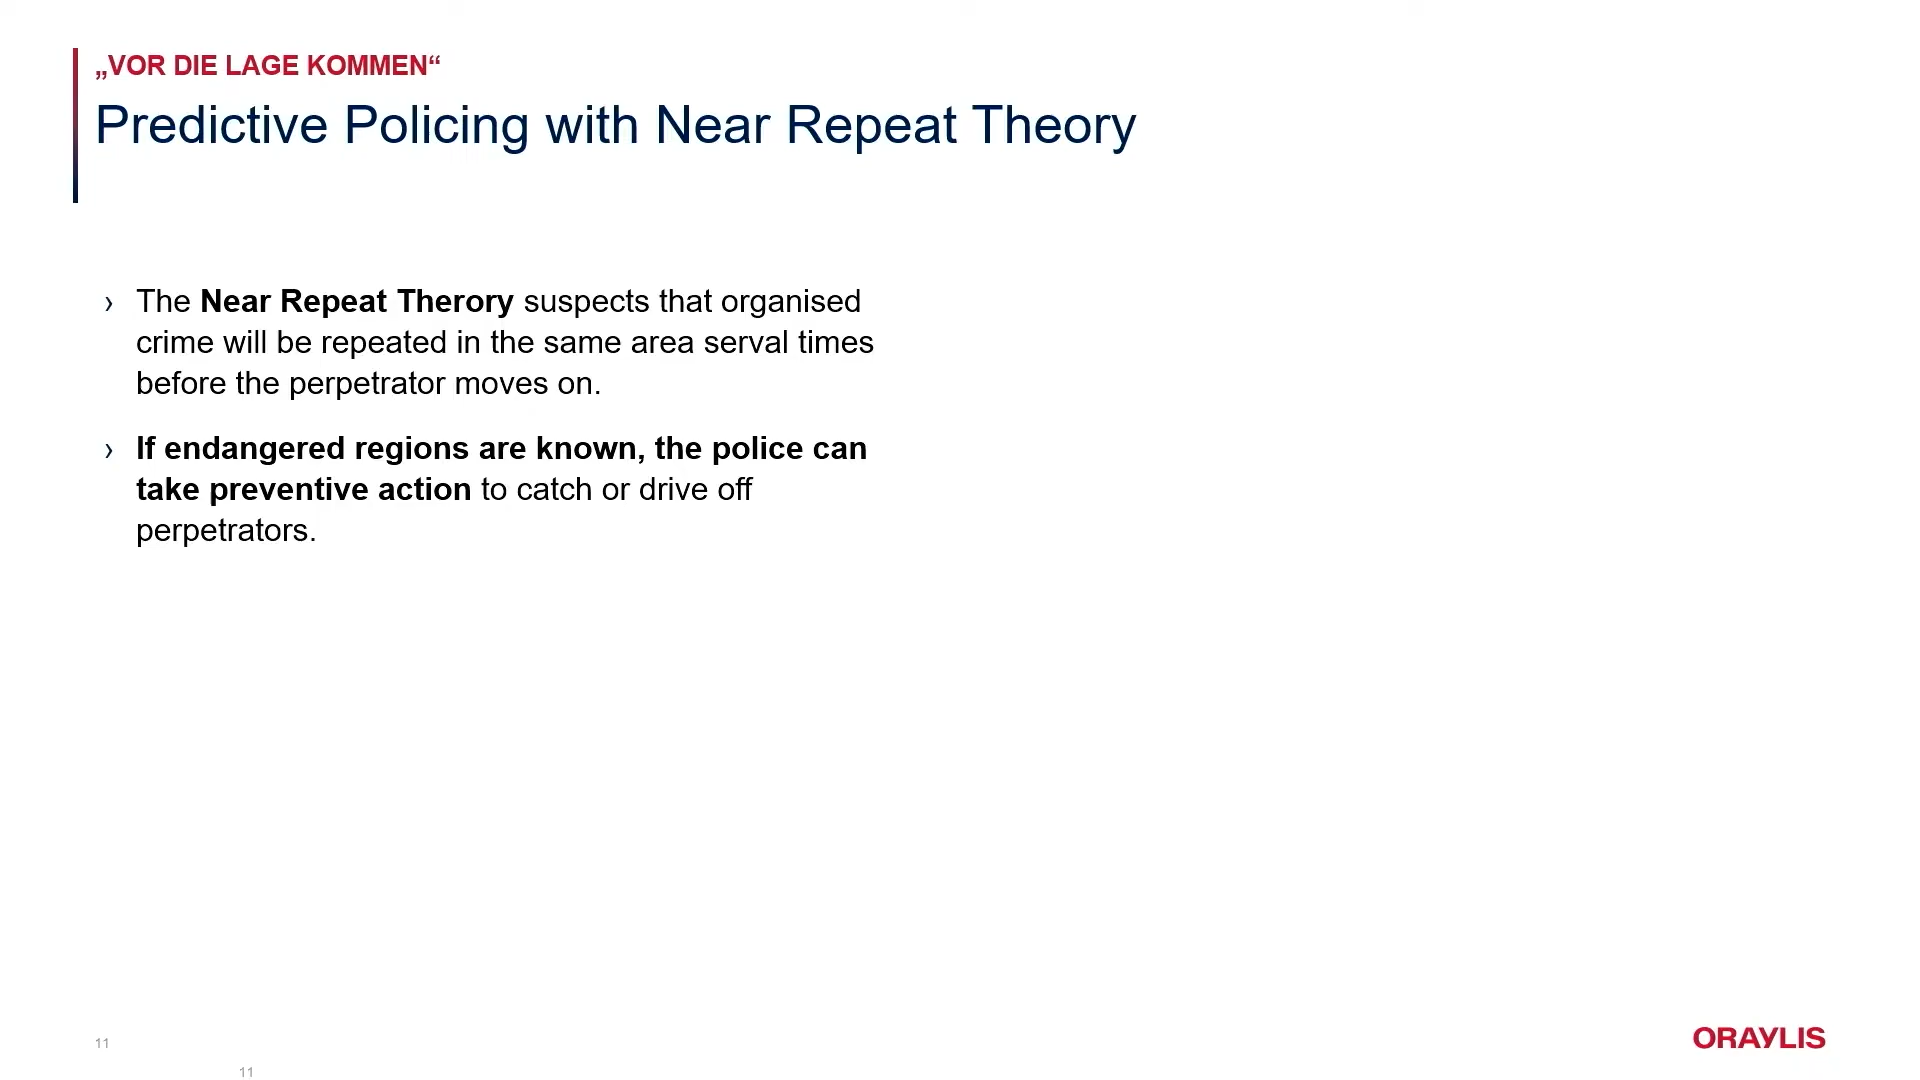 „VOR DIE LAGE KOMMEN“
Predictive Policing with Near Repeat Theory
› The Near Repeat Therory suspects that organised
crime will be repeated in the same area serval times
before the perpetrator moves on.
› If endangered regions are known, the police can
take preventive action to catch or drive off
perpetrators.
11
ORAYLIS
11